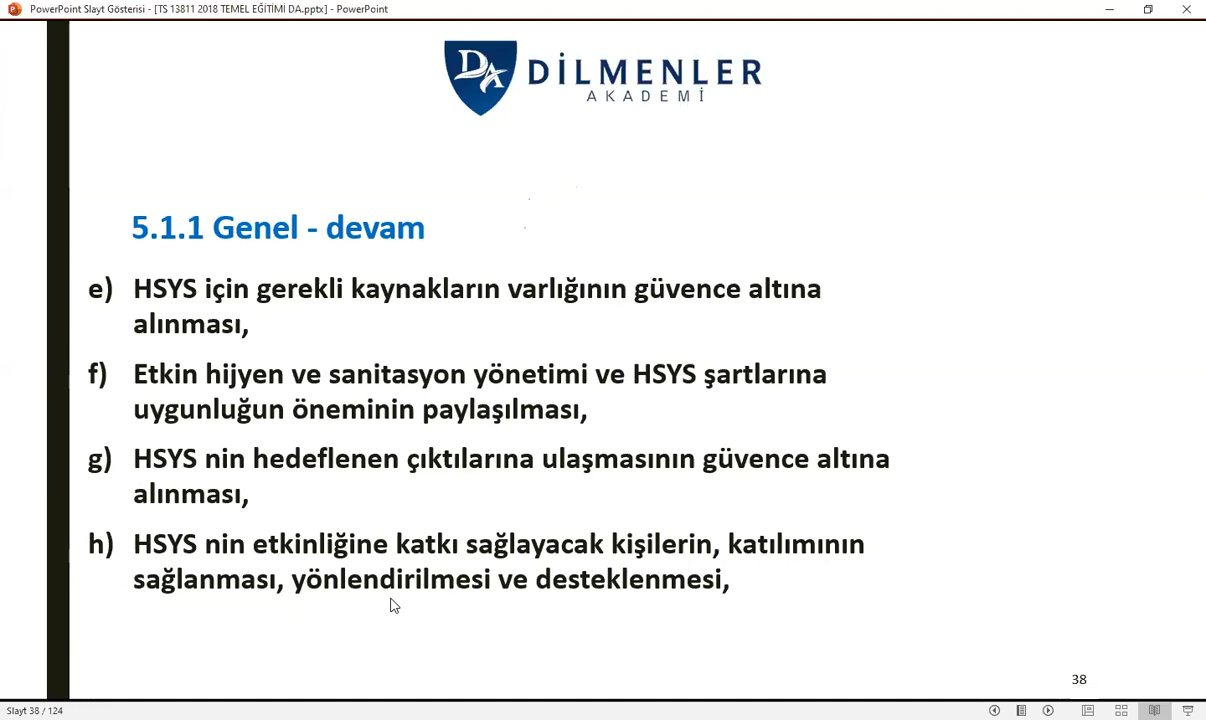 PowerPoint Slayt Gösterisi - [TS 13811 2018 TEMEL EĞİTİMİ DA.pptx] - PowerPoint
DA DİLMENLER
AKADEMİ
5.1.1 Genel - devam
e) HSYS için gerekli kaynakların varlığının güvence altına
alınması,
f) Etkin hijyen ve sanitasyon yönetimi ve HSYS şartlarına
uygunluğun öneminin paylaşılması,
g) HSYS nin hedeflenen çıktılarına ulaşmasının güvence altına
alınması,
h) HSYS nin etkinliğine katkı sağlayacak kişilerin, katılımının
sağlanması, yönlendirilmesi ve desteklenmesi,
38
Slayt 38 / 124